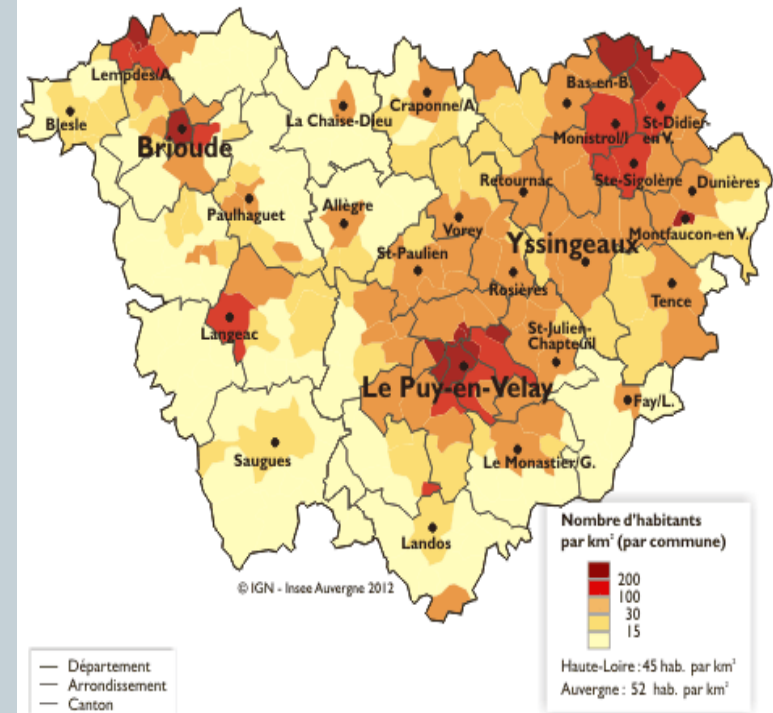 Lempdes/A.
Blesle
Brioude
La Chaise-Dieu
Craponne/A.
Bas-en-B.
Monistrol/l
St-Didier-
en V.
Ste-Sigolène
Dunières
Retournac
Montfaucon-en V.
Paulhaguet
Allègre
Vorey
Yssingeaux
St-Paulien
Rosières
Tence
Langeac
St-Julien-
Chapteuil
Le Puy-en-Velay
Fay/L.
Saugues
Le Monastier/G.
Landos
© IGN - Insee Auvergne 2012
Nombre d'habitants
par km² (par commune)
200
100
30
15
Haute-Loire : 45 hab. par km²
Auvergne : 52 hab. par km²
Département
Arrondissement
Canton